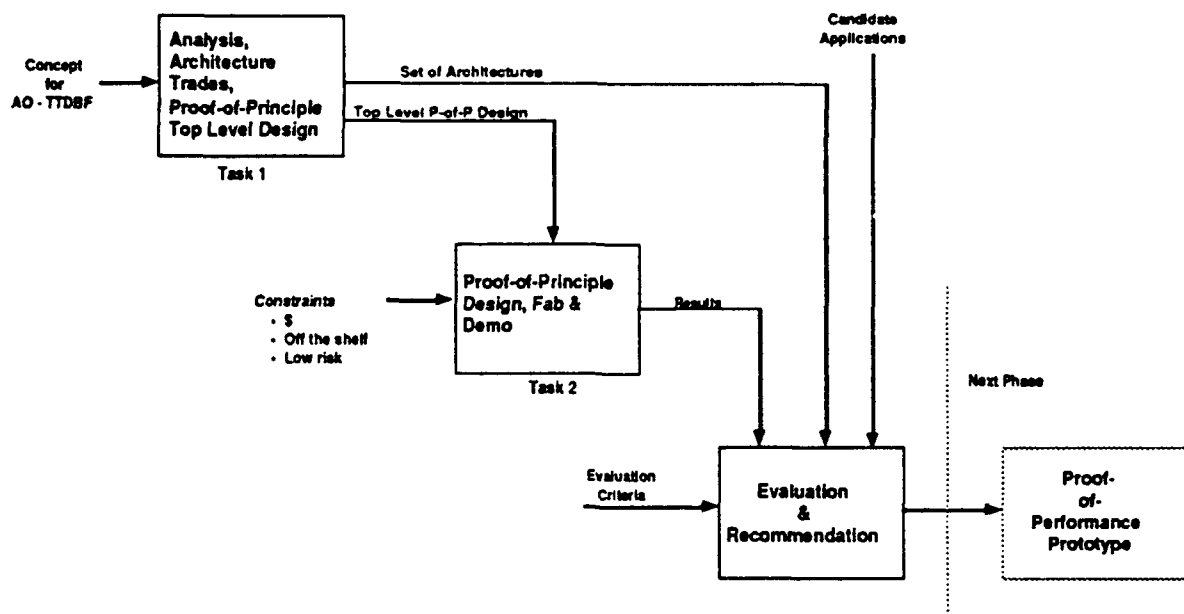 Candidate
Applications
Analysis,
Architecture
Trades,
Proof-of-Principle
Top Level Design
Concept
for
AO - TTDBF
Set of Architectures
Top Level P-of-P Design
Task 1
Proof-of-Principle
Design, Fab &
Demo
Constraints
• $
• Off the shelf
• Low risk
Results
Task 2
Next Phase
Evaluation
Criteria
Evaluation
&
Recommendation
Proof-
of-
Performance
Prototype